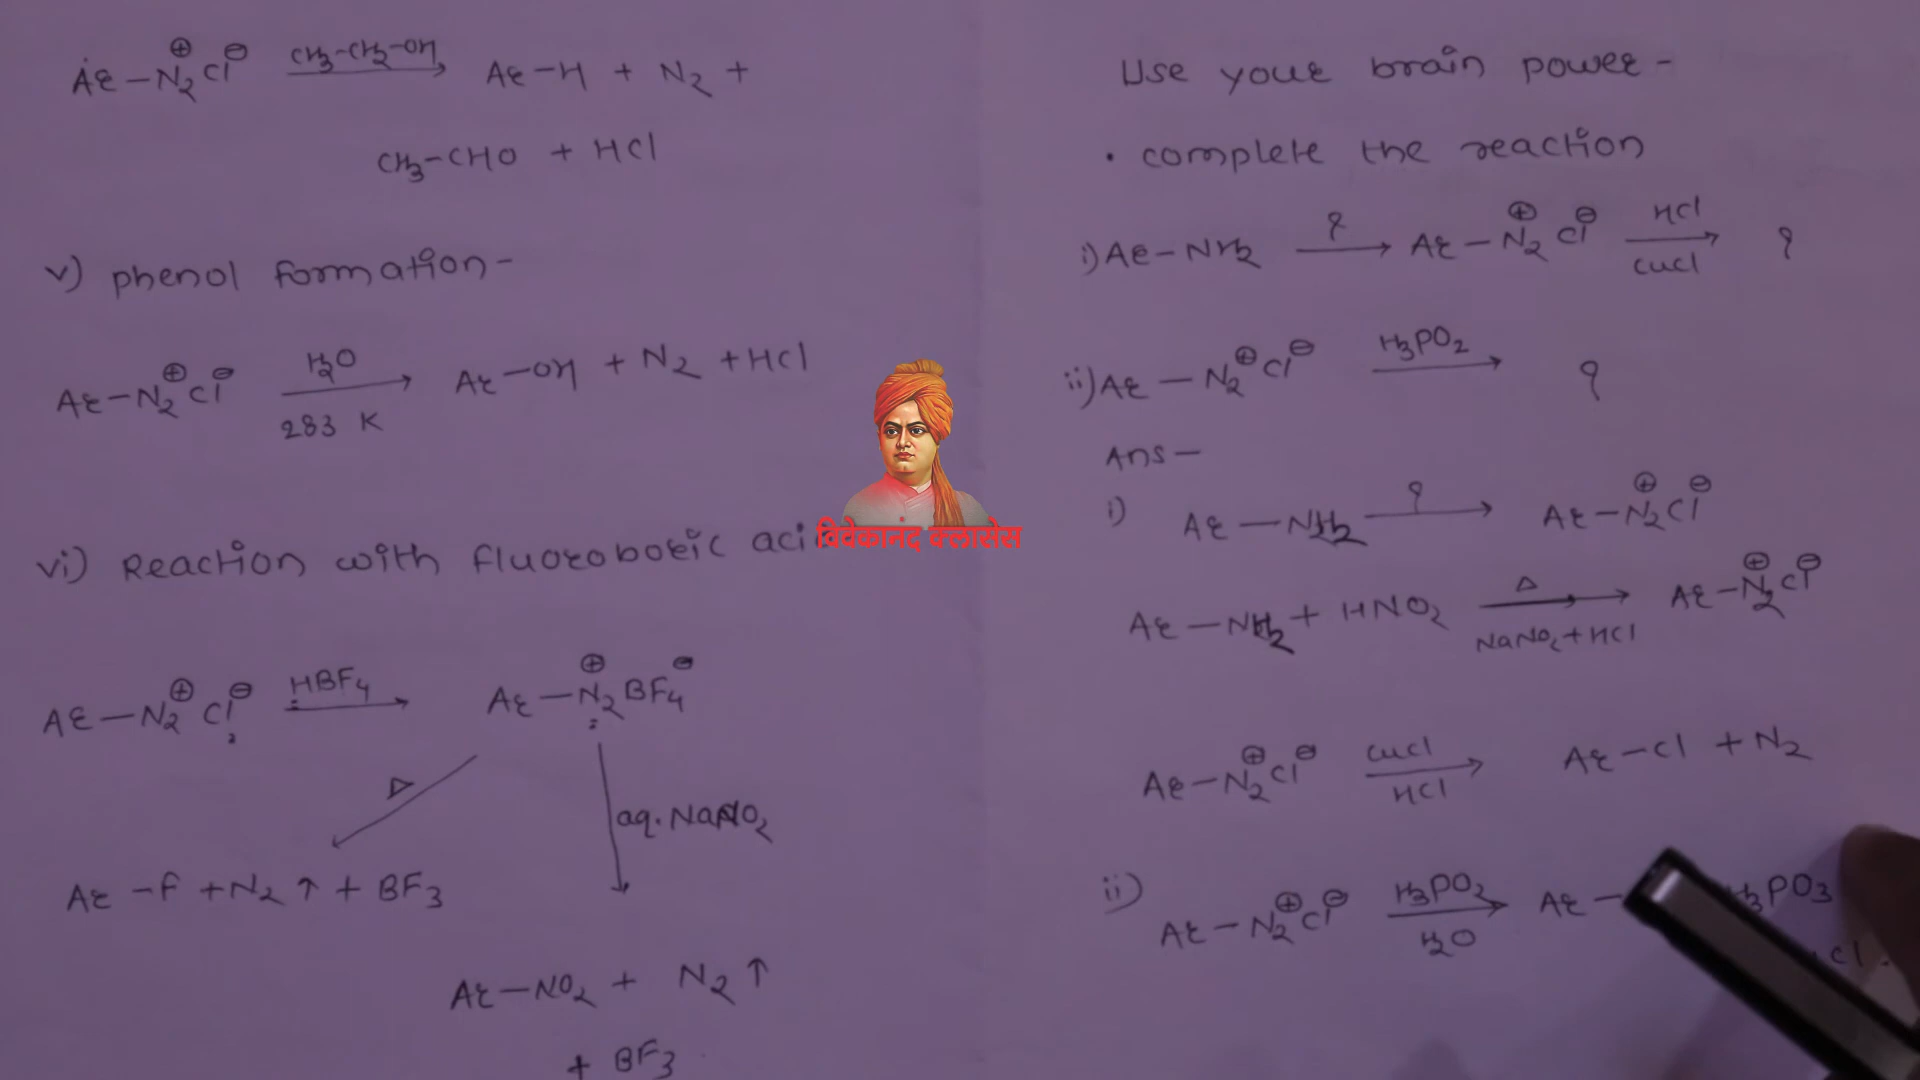 Ar-N₂⊕Cl⊖ CH₃-CH₂-OH → Ar-H + N₂ +
CH₃-CHO + HCl
v) phenol formation-
Ar-N₂⊕Cl⊖ H₂O 283 K → Ar-OH + N₂ + HCl
vi) Reaction with fluoroboric aci
Ar-N₂⊕Cl⊖ HBF₄ → Ar-N₂⊕BF₄⊖
Δ aq. NaNO₂
Ar-F + N₂↑ + BF₃
Ar-NO₂ + N₂↑
+ BF₃
विवेकानंद क्लासेस
Use your brain power-
• complete the reaction
i) Ar-NH₂ ? → Ar-N₂⊕Cl⊖ HCl CuCl → ?
ii) Ar-N₂⊕Cl⊖ H₃PO₂ → ?
Ans-
i) Ar-NH₂ ? → Ar-N₂⊕Cl⊖
Ar-NH₂ + HNO₂ Δ NaNO₂+HCl → Ar-N₂⊕Cl⊖
Ar-N₂⊕Cl⊖ CuCl HCl → Ar-Cl + N₂
ii) Ar-N₂⊕Cl⊖ H₃PO₂ H₂O → Ar- H₃PO₃
Cl.